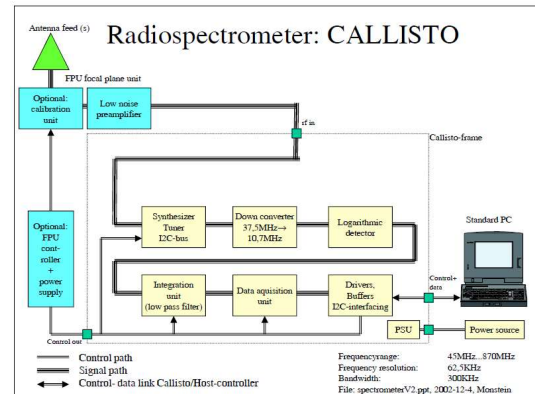 Antenna feed (s)
Radiospectrometer: CALLISTO
FPU focal plane unit
Optional:
calibration
unit
Low noise
preamplifier
rf in
Callisto-frame
Synthesizer
Tuner
I2C-bus
Down converter
37,5MHz→
10,7MHz
Logarithmic
detector
Standard PC
Optional:
FPU
cont-
roller
+
power
supply
Integration
unit
(low pass filter)
Data aquisition
unit
Drivers,
Buffers
I2C-interfacing
Control+
data
PSU
Power source
Control out
Control path
Signal path
Control- data link Callisto/Host-controller
Frequencyrange: 45MHz...870MHz
Frequency resolution: 62,5KHz
Bandwidth: 300KHz
File: spectrometerV2.ppt, 2002-12-4, Monstein